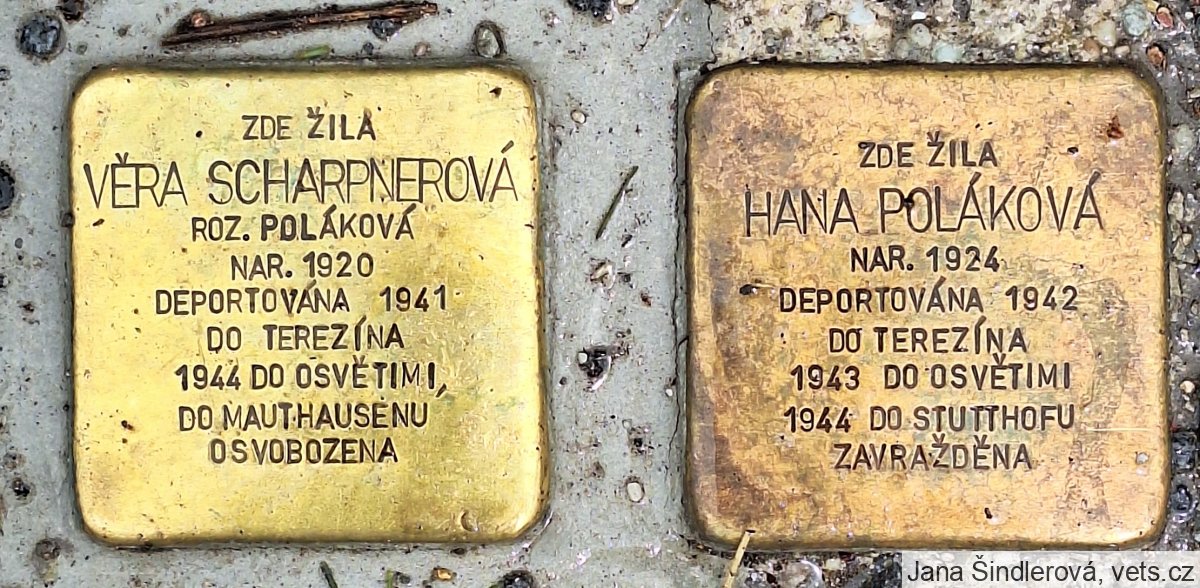 ZDE ŽILA
VĚRA SCHARPNEROVÁ
ROZ. POLÁKOVÁ
NAR. 1920
DEPORTOVÁNA 1941
DO TEREZÍNA
1944 DO OSVĚTIMI,
DO MAUTHAUSENU
OSVOBOZENA
ZDE ŽILA
HANA POLÁKOVÁ
NAR. 1924
DEPORTOVÁNA 1942
DO TEREZÍNA
1943 DO OSVĚTIMI
1944 DO STUTTHOFU
ZAVRAŽDĚNA
Jana Šindlerová, vets.cz